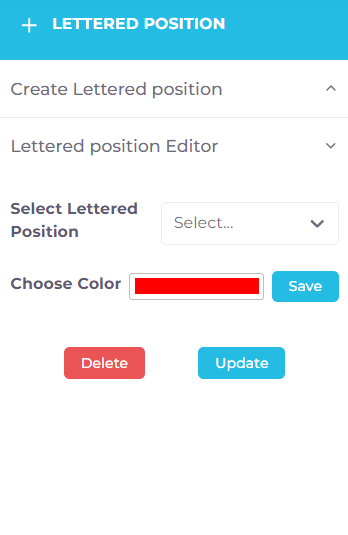 + LETTERED POSITION
Create Lettered position
Lettered position Editor
Select Lettered
Position
Select...
Choose Color
Save
Delete
Update